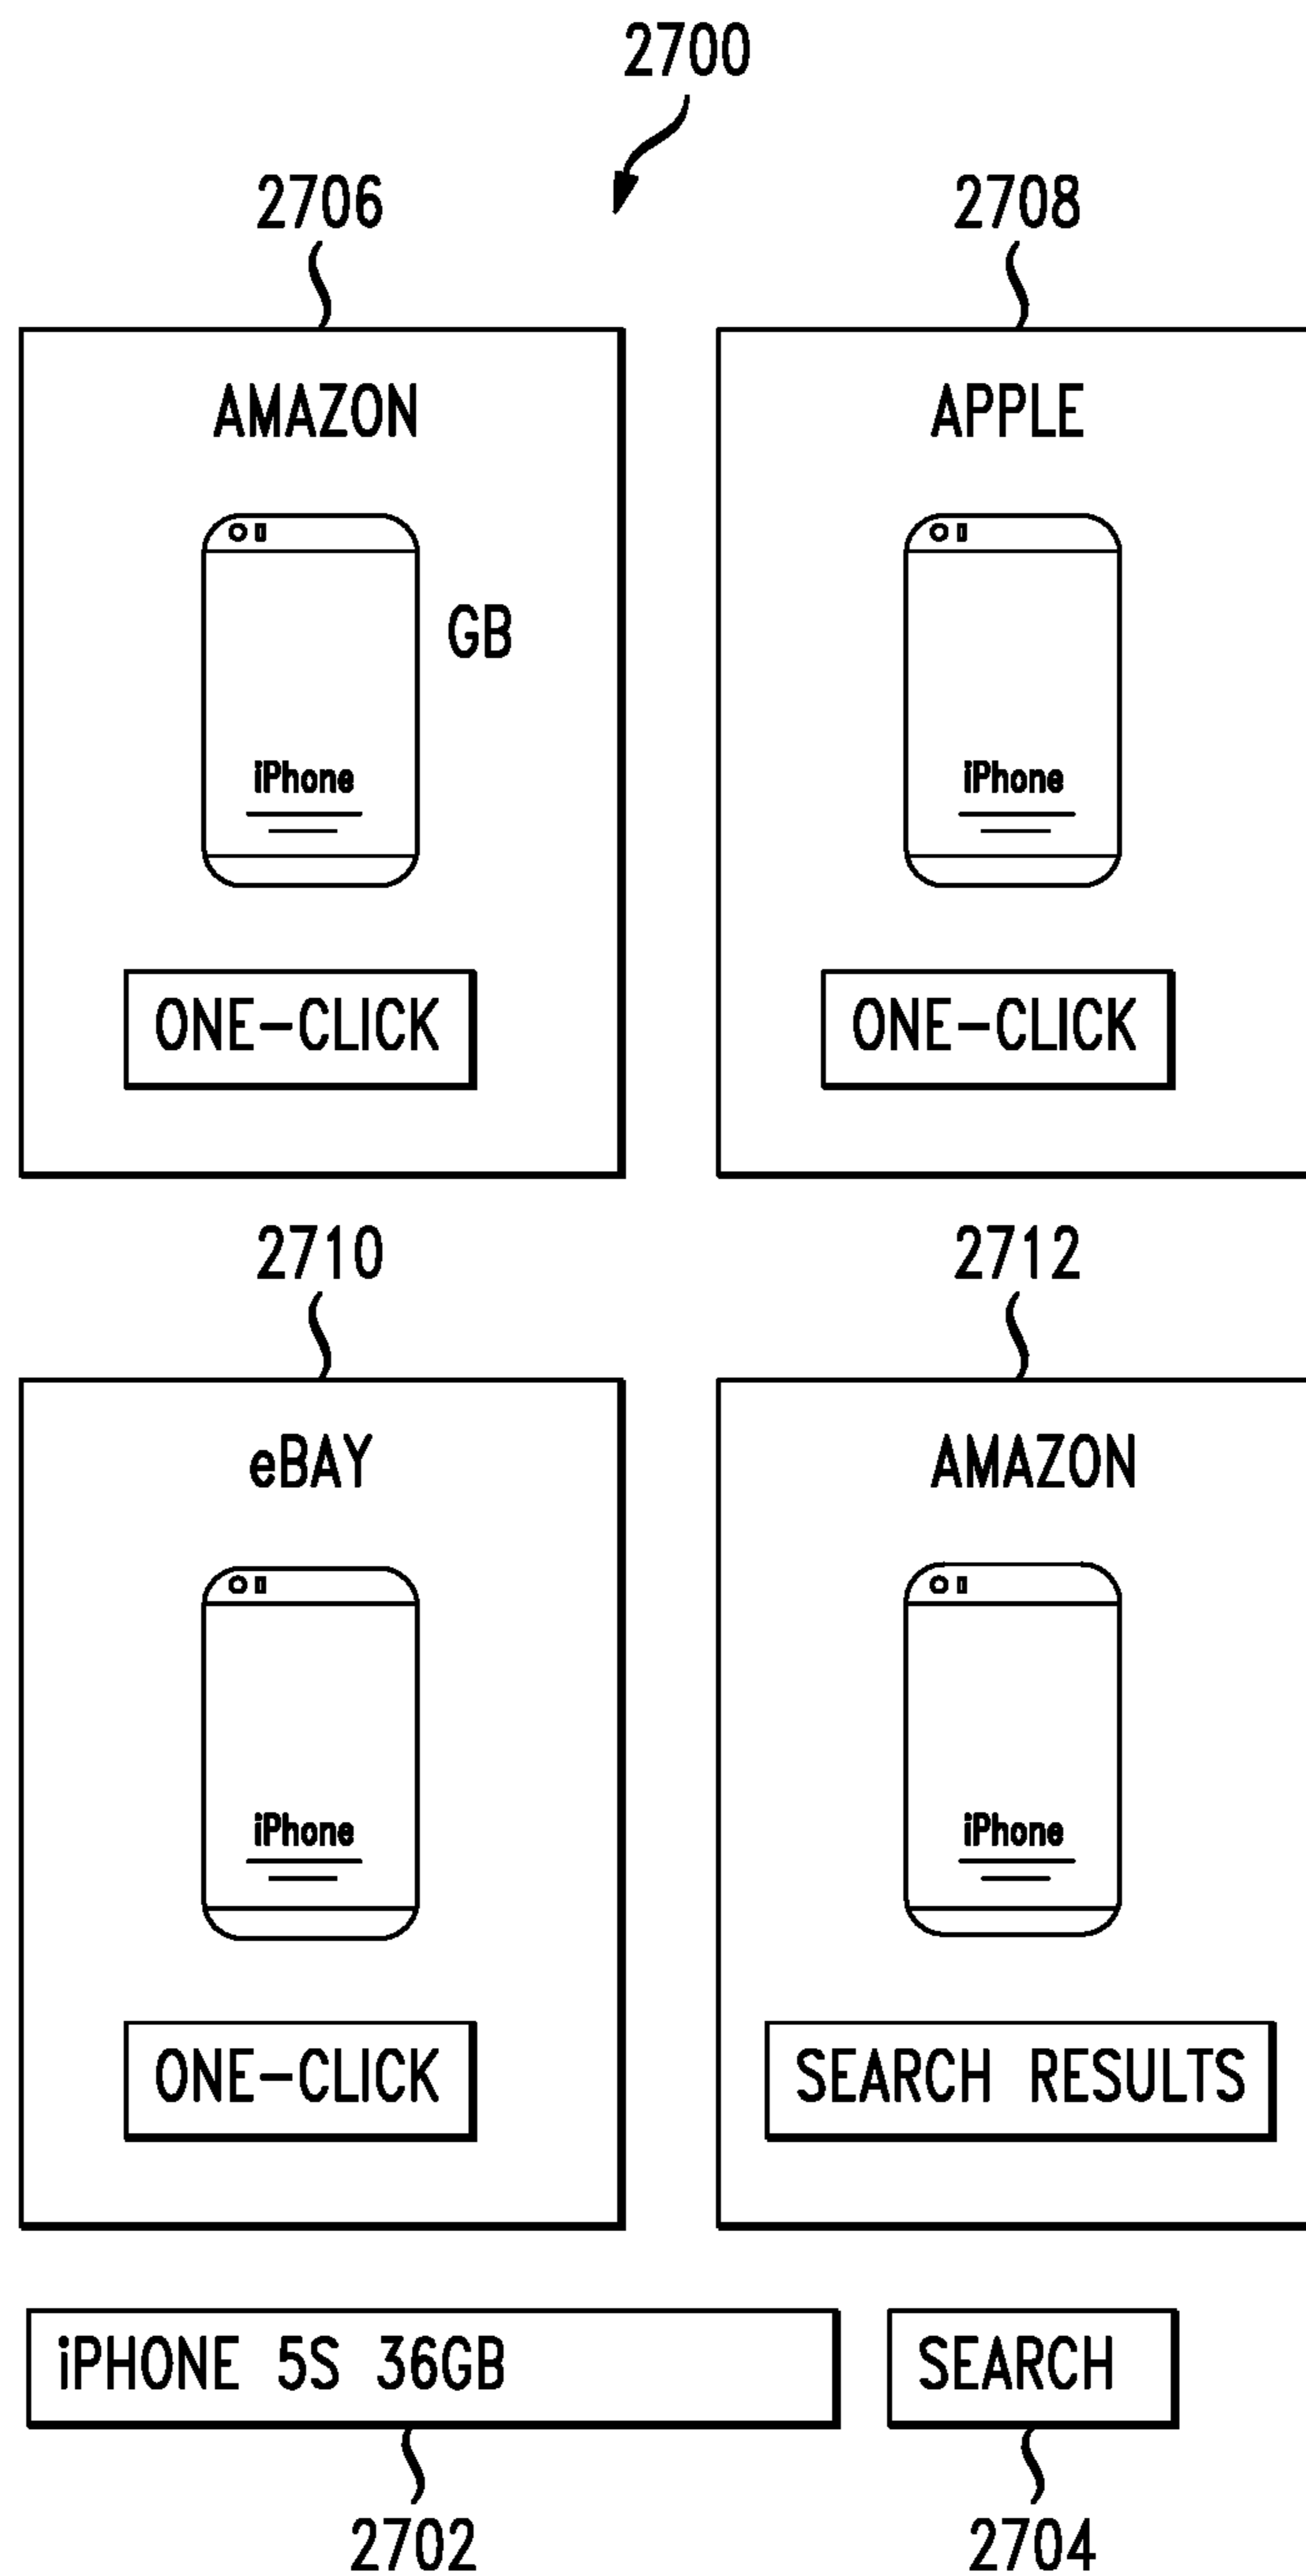 2700
2706
2708
AMAZON
APPLE
GB
iPhone
iPhone
ONE-CLICK
ONE-CLICK
2710
2712
eBAY
AMAZON
iPhone
iPhone
ONE-CLICK
SEARCH RESULTS
iPHONE 5S 36GB
SEARCH
2702
2704